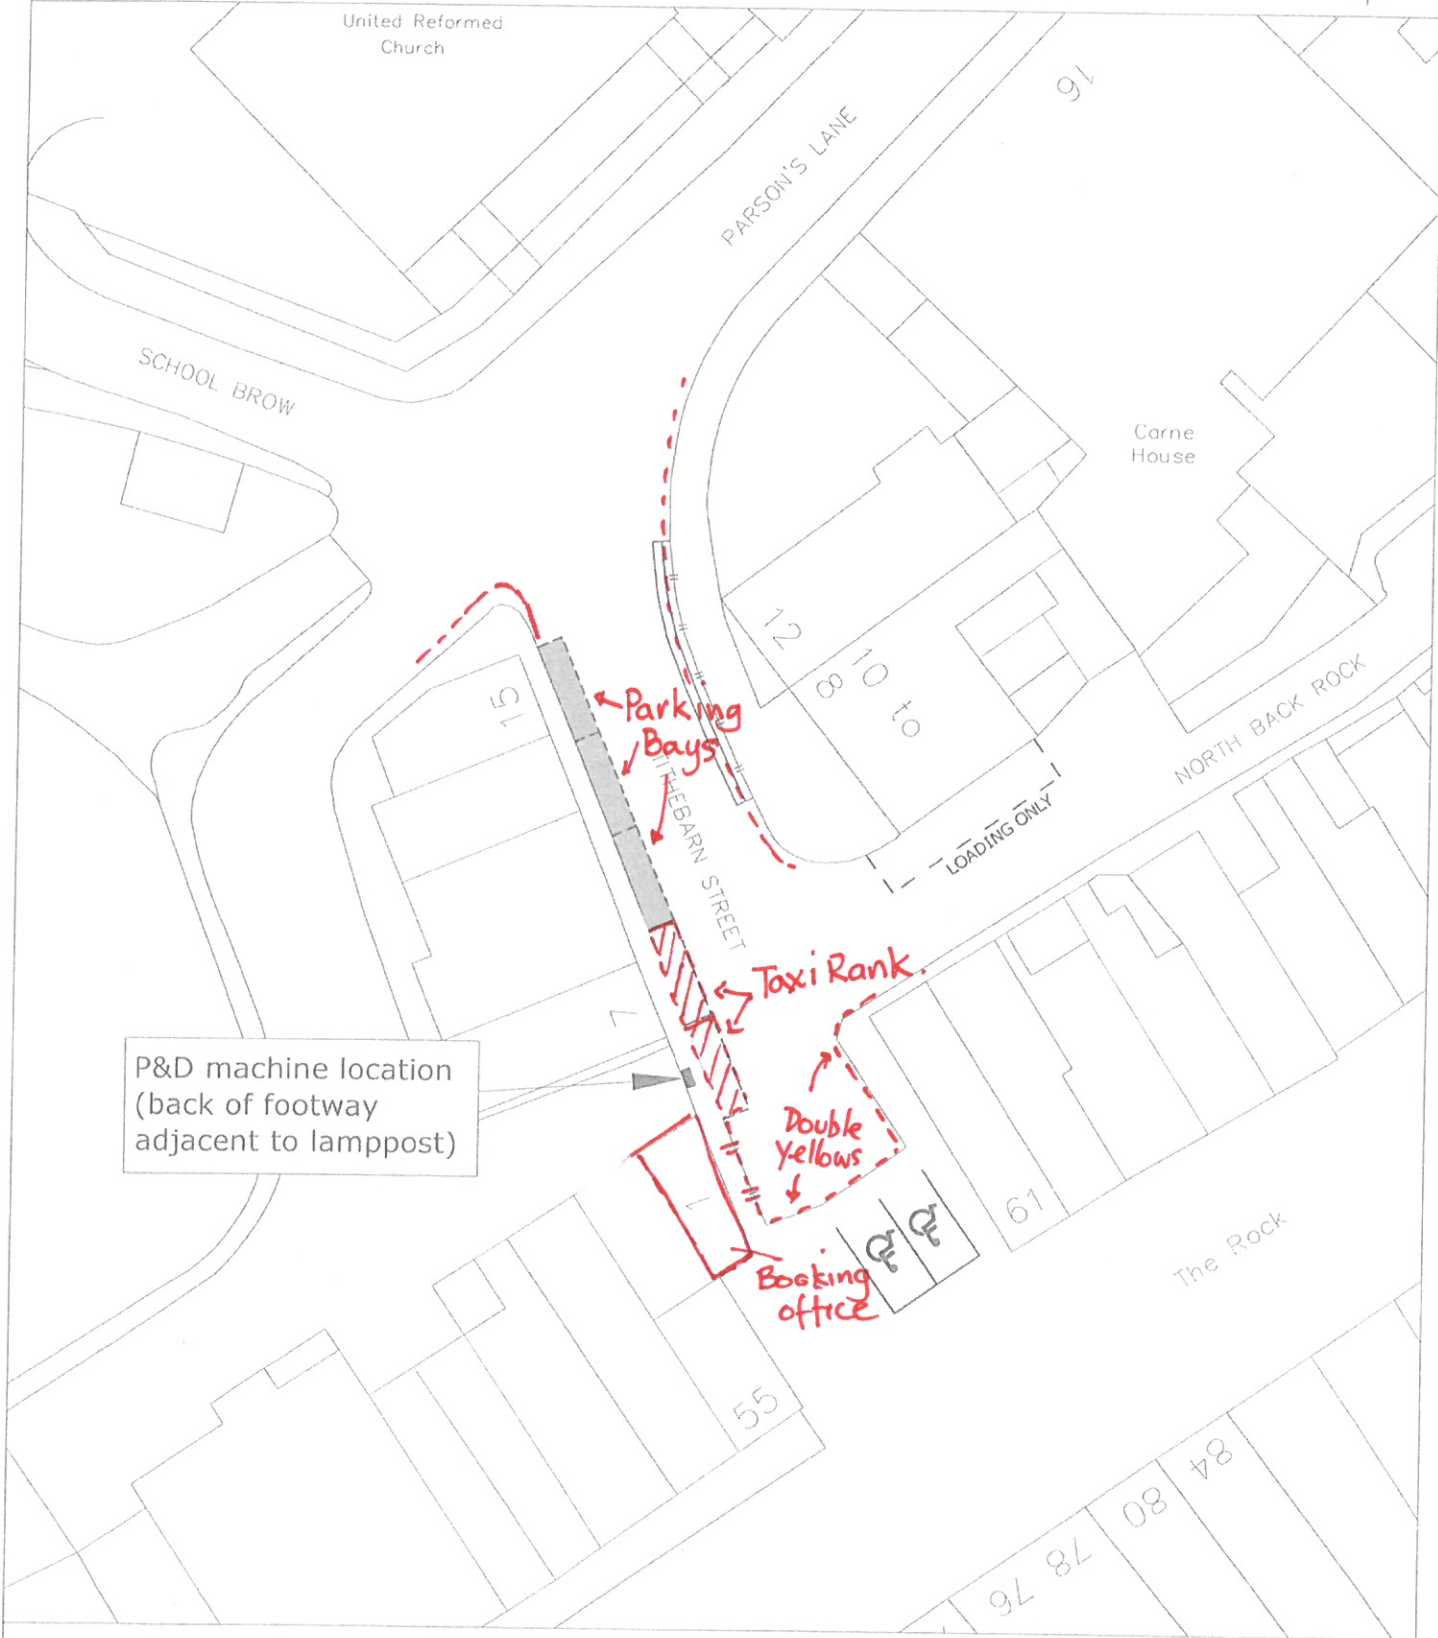 United Reformed
Church
16
PARSON'S LANE
SCHOOL BROW
Carne
House
12
8
10 to
15
Parking
Bays
TITHEBARN STREET
NORTH BACK ROCK
LOADING ONLY
Taxi Rank.
7
P&D machine location
(back of footway
adjacent to lamppost)
Double
Yellows
1
61
Booking
office
The Rock
55
84
80
78
76